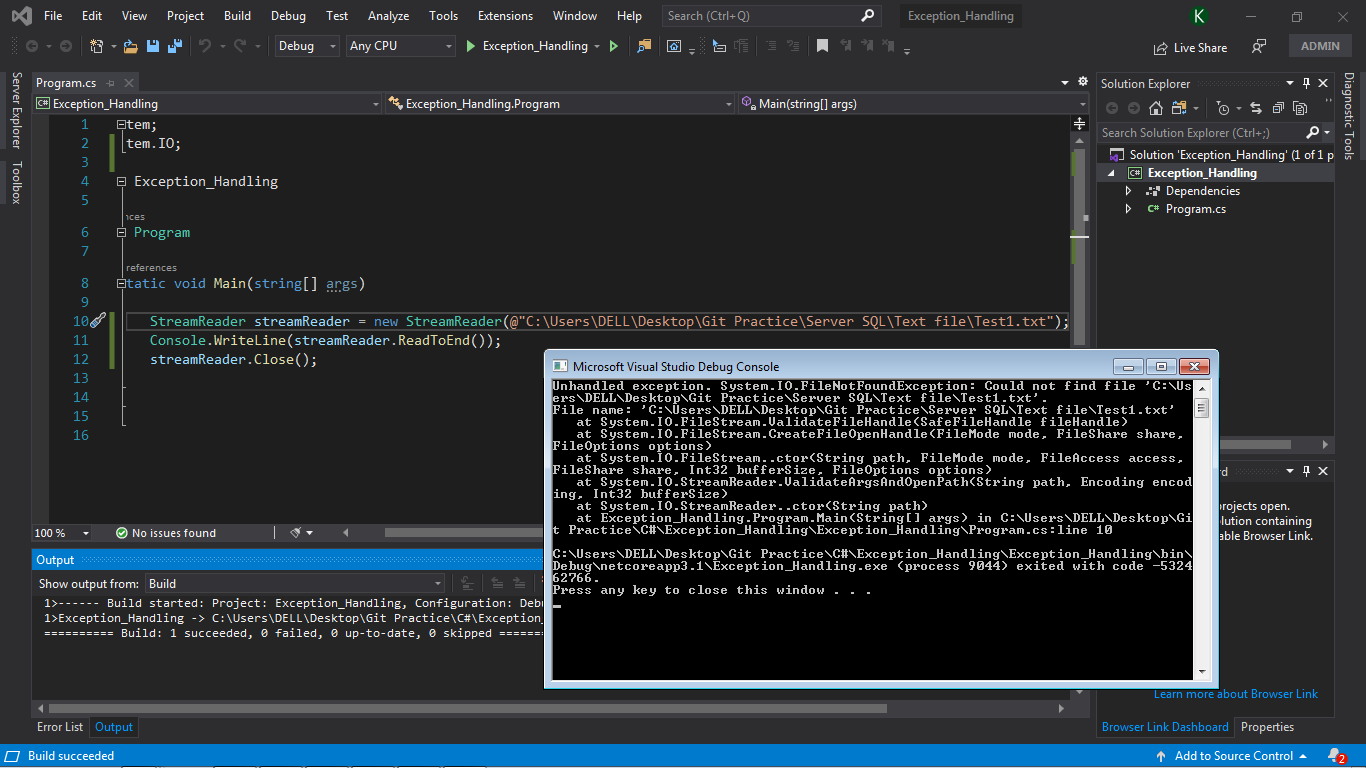 File Edit View Project Build Debug Test Analyze Tools Extensions Window Help Search (Ctrl+Q) Exception_Handling K
Debug Any CPU Exception_Handling Live Share ADMIN
Server Explorer
Toolbox
Program.cs
Exception_Handling Exception_Handling.Program Main(string[] args)
1 tem;
2 tem.IO;
3
4 Exception_Handling
5
nces
6 Program
7
references
8 tatic void Main(string[] args)
9
10 StreamReader streamReader = new StreamReader(@"C:\Users\DELL\Desktop\Git Practice\Server SQL\Text file\Test1.txt");
11 Console.WriteLine(streamReader.ReadToEnd());
12 streamReader.Close();
13
14
15
16
100 % No issues found
Solution Explorer
Search Solution Explorer (Ctrl+;)
Solution 'Exception_Handling' (1 of 1 p
Exception_Handling
Dependencies
C# Program.cs
Diagnostic Tools
Microsoft Visual Studio Debug Console
Unhandled exception. System.IO.FileNotFoundException: Could not find file 'C:\Us
ers\DELL\Desktop\Git Practice\Server SQL\Text file\Test1.txt'.
File name: 'C:\Users\DELL\Desktop\Git Practice\Server SQL\Text file\Test1.txt'
at System.IO.FileStream.ValidateFileHandle(SafeFileHandle fileHandle)
at System.IO.FileStream.CreateFileOpenHandle(FileMode mode, FileShare share,
FileOptions options)
at System.IO.FileStream..ctor(String path, FileMode mode, FileAccess access,
FileShare share, Int32 bufferSize, FileOptions options)
at System.IO.StreamReader.ValidateArgsAndOpenPath(String path, Encoding encod
ing, Int32 bufferSize)
at System.IO.StreamReader..ctor(String path)
at Exception_Handling.Program.Main(String[] args) in C:\Users\DELL\Desktop\Gi
t Practice\C#\Exception_Handling\Exception_Handling\Program.cs:line 10
C:\Users\DELL\Desktop\Git Practice\C#\Exception_Handling\Exception_Handling\bin\
Debug\netcoreapp3.1\Exception_Handling.exe (process 9044) exited with code -5324
62766.
Press any key to close this window . . .
Output
Show output from: Build
1>------ Build started: Project: Exception_Handling, Configuration: Debu
1>Exception_Handling -> C:\Users\DELL\Desktop\Git Practice\C#\Exception_
========== Build: 1 succeeded, 0 failed, 0 up-to-date, 0 skipped =======
rd
rojects open.
olution containing
able Browser Link.
Learn more about Browser Link
Error List Output
Browser Link Dashboard Properties
Build succeeded Add to Source Control 2